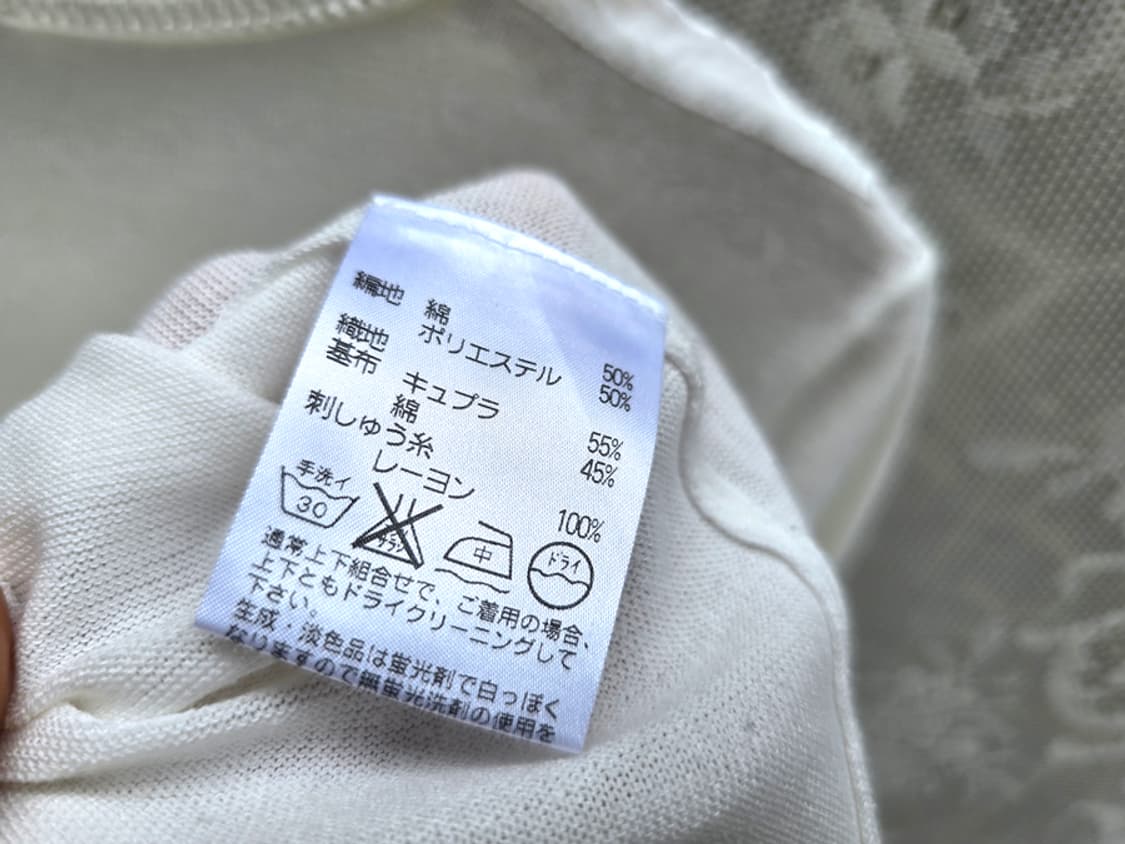 編地 綿 50%
ポリエステル 50%
織地
基布 キュプラ 55%
綿 45%
刺しゅう糸
レーヨン 100%
手洗イ 30 サラシ 中 ドライ
通常上下組合せで、ご着用の場合、
上下ともドライクリーニングして
下さい。
生成・淡色品は蛍光剤で白っぽく
なりますので無蛍光洗剤の使用を